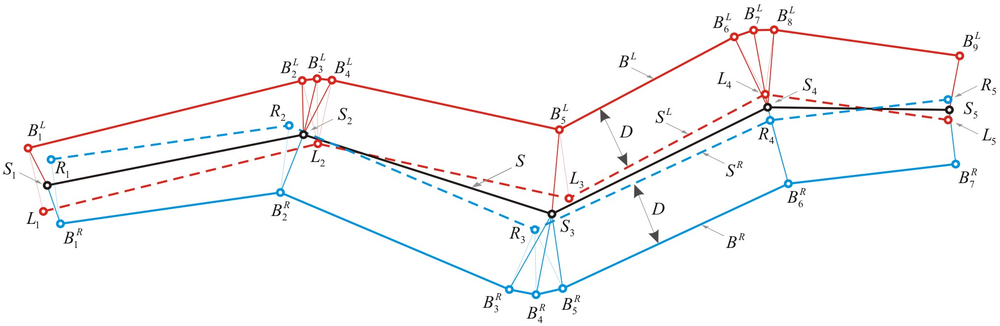 B₆ᴸ
B₇ᴸ
B₈ᴸ
B₉ᴸ
Bᴸ
B₂ᴸ
B₃ᴸ
B₄ᴸ
L₄
S₄
R₅
R₂
S₂
B₅ᴸ
Sᴸ
S₅
B₁ᴸ
D
R₄
L₅
S₁
R₁
L₂
S
L₃
Sᴿ
B₇ᴿ
L₁
B₂ᴿ
D
B₆ᴿ
B₁ᴿ
R₃
S₃
Bᴿ
B₃ᴿ
B₄ᴿ
B₅ᴿ